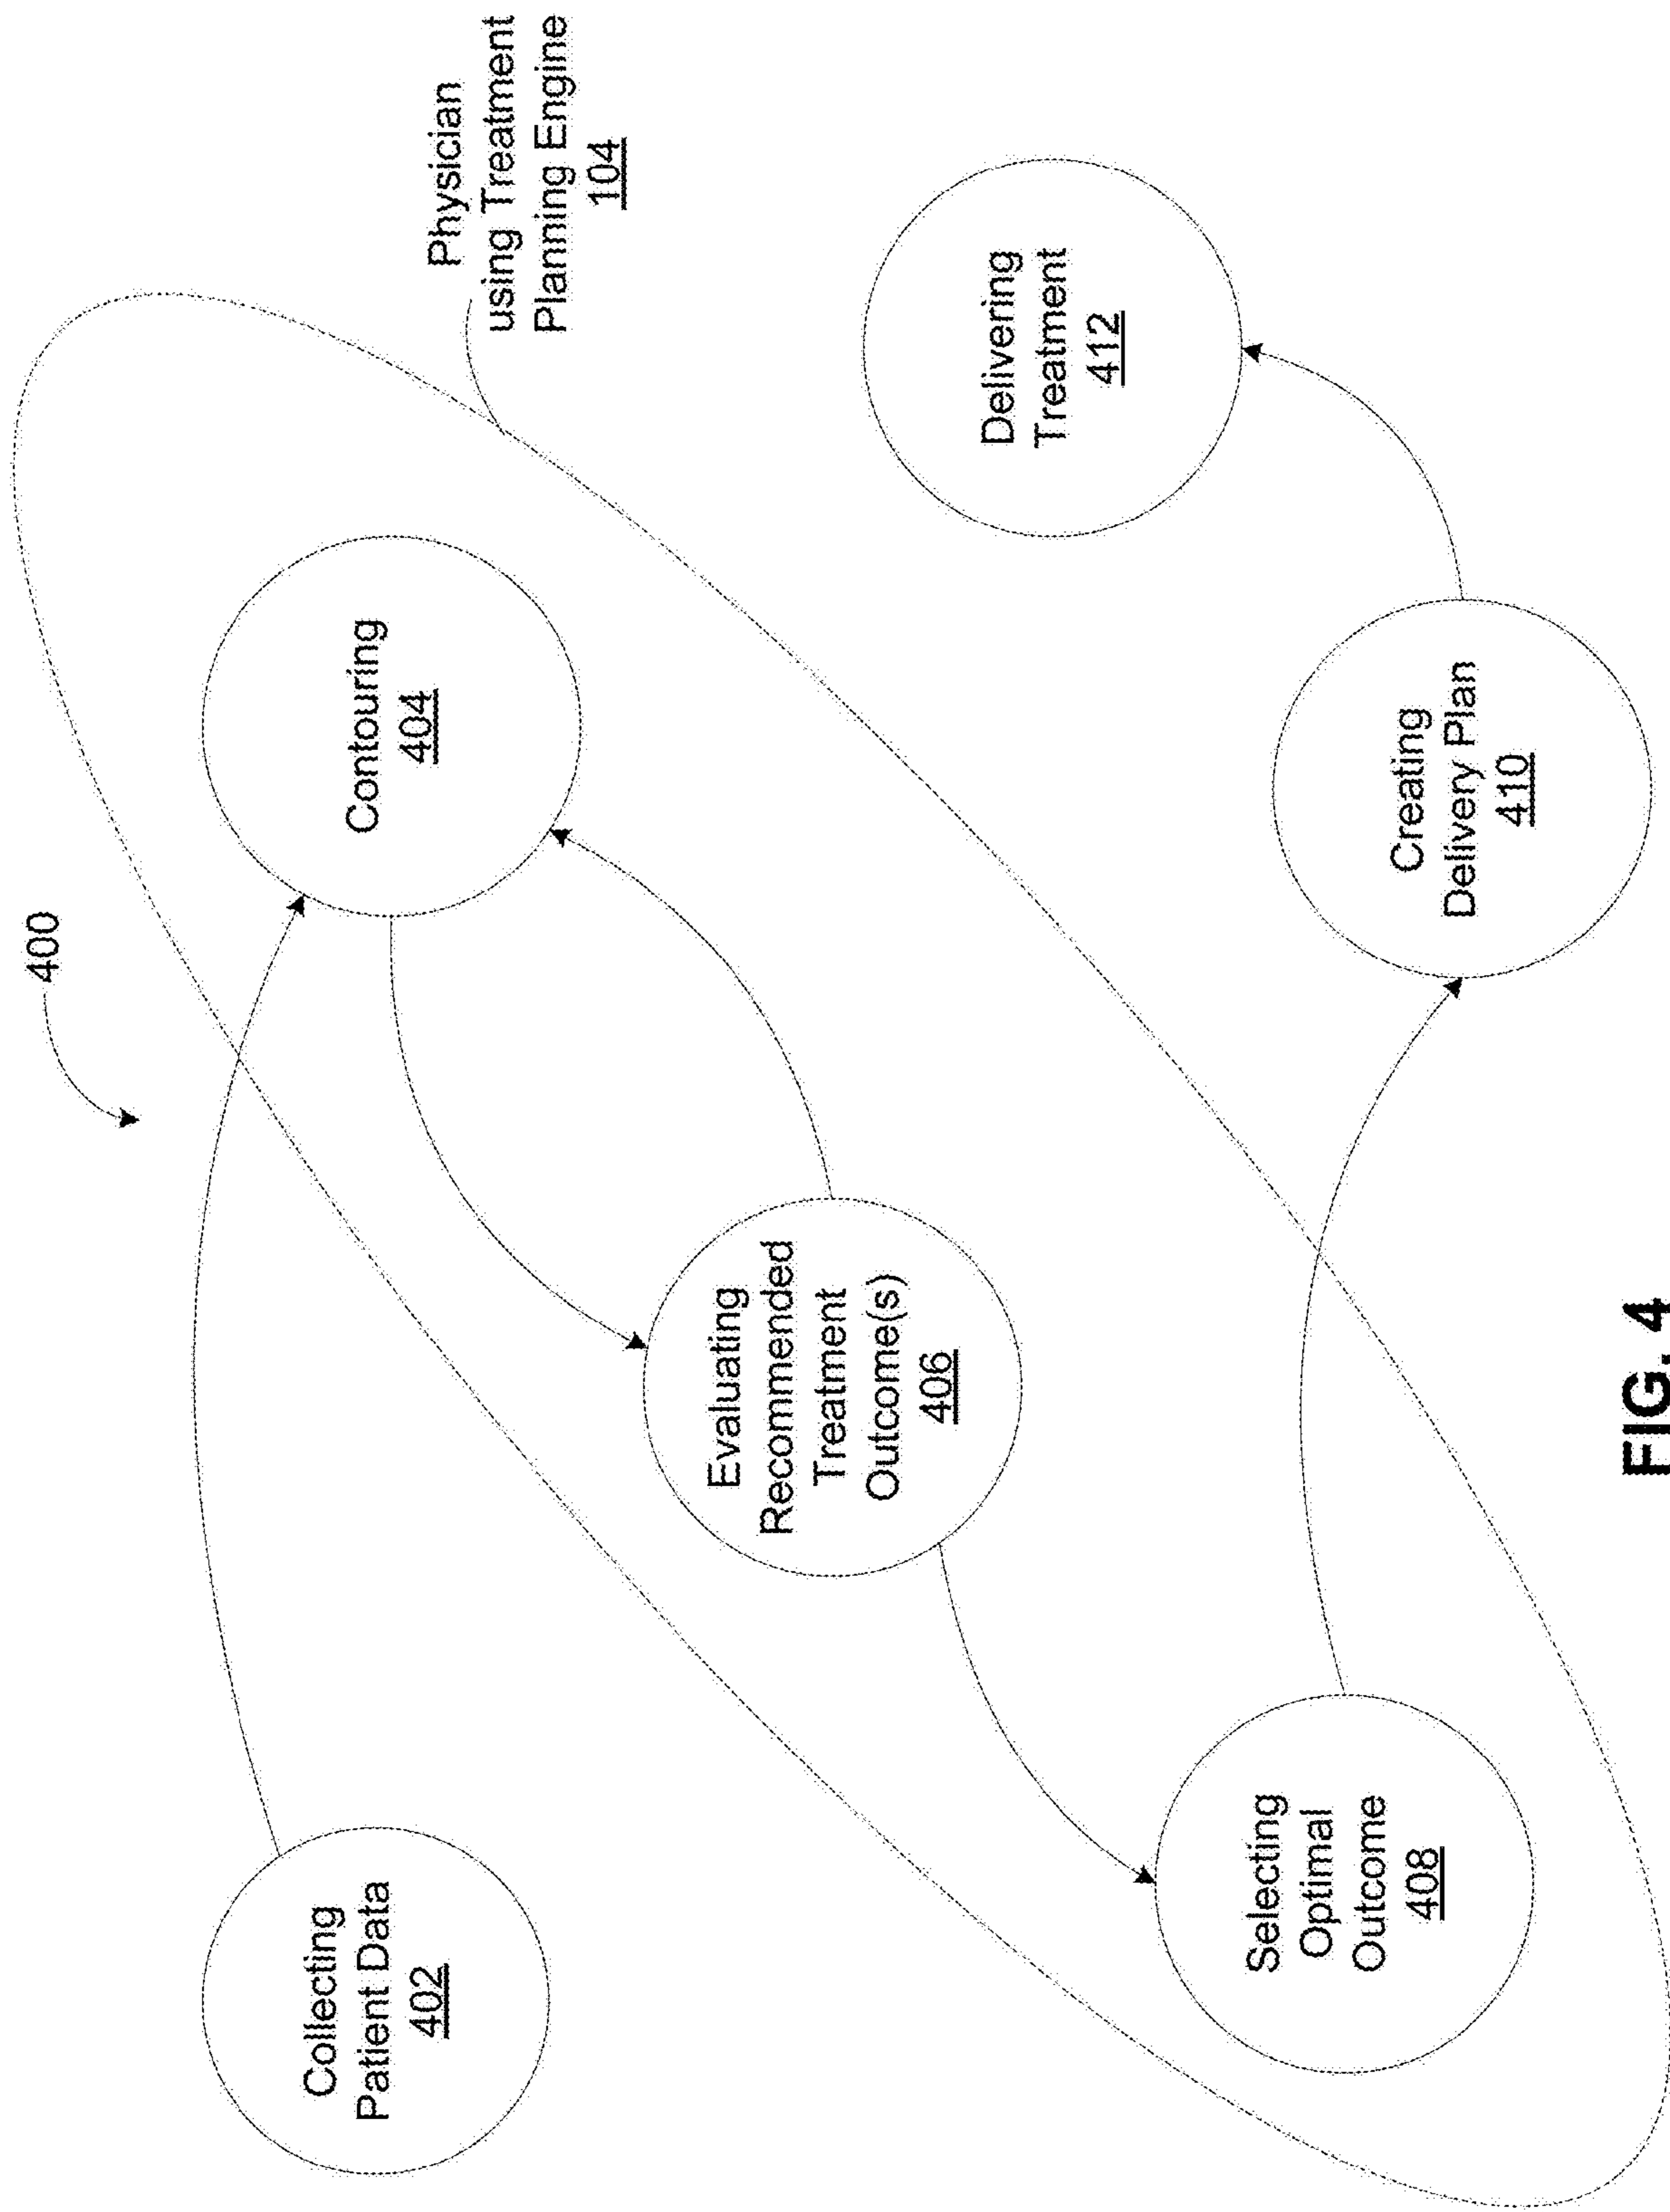 400
Physician
using Treatment
Planning Engine
104
Collecting
Patient Data
402
Contouring
404
Evaluating
Recommended
Treatment
Outcome(s)
406
Delivering
Treatment
412
Selecting
Optimal
Outcome
408
Creating
Delivery Plan
410
FIG. 4